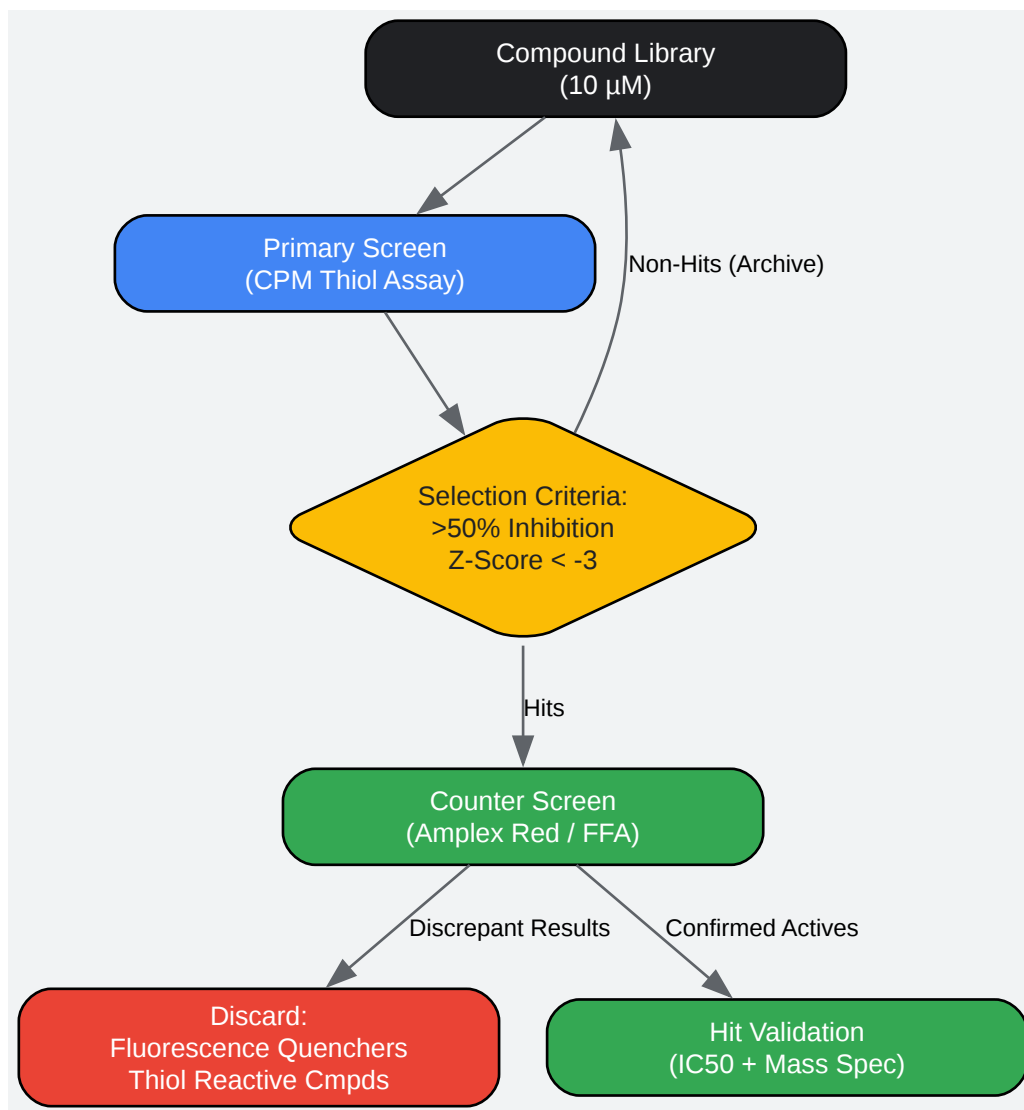 Compound Library
(10 µM)
Primary Screen
(CPM Thiol Assay)
Non-Hits (Archive)
Selection Criteria:
>50% Inhibition
Z-Score < -3
Hits
Counter Screen
(Amplex Red / FFA)
Discrepant Results
Confirmed Actives
Discard:
Fluorescence Quenchers
Thiol Reactive Cmpds
Hit Validation
(IC50 + Mass Spec)